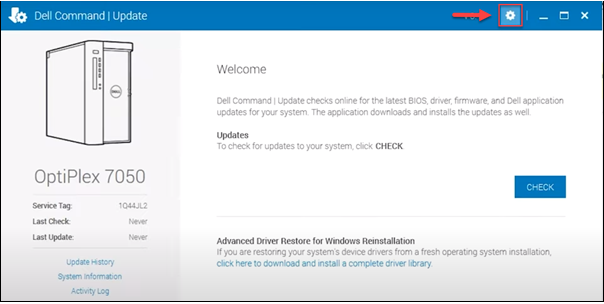 Dell Command | Update
Welcome
Dell Command | Update checks online for the latest BIOS, driver, firmware, and Dell application
updates for your system. The application downloads and installs the updates as well.
Updates
To check for updates to your system, click CHECK.
CHECK
Advanced Driver Restore for Windows Reinstallation
If you are restoring your system's device drivers from a fresh operating system installation,
click here to download and install a complete driver library.
DELL
OptiPlex 7050
Service Tag: 1Q44JL2
Last Check: Never
Last Update: Never
Update History
System Information
Activity Log